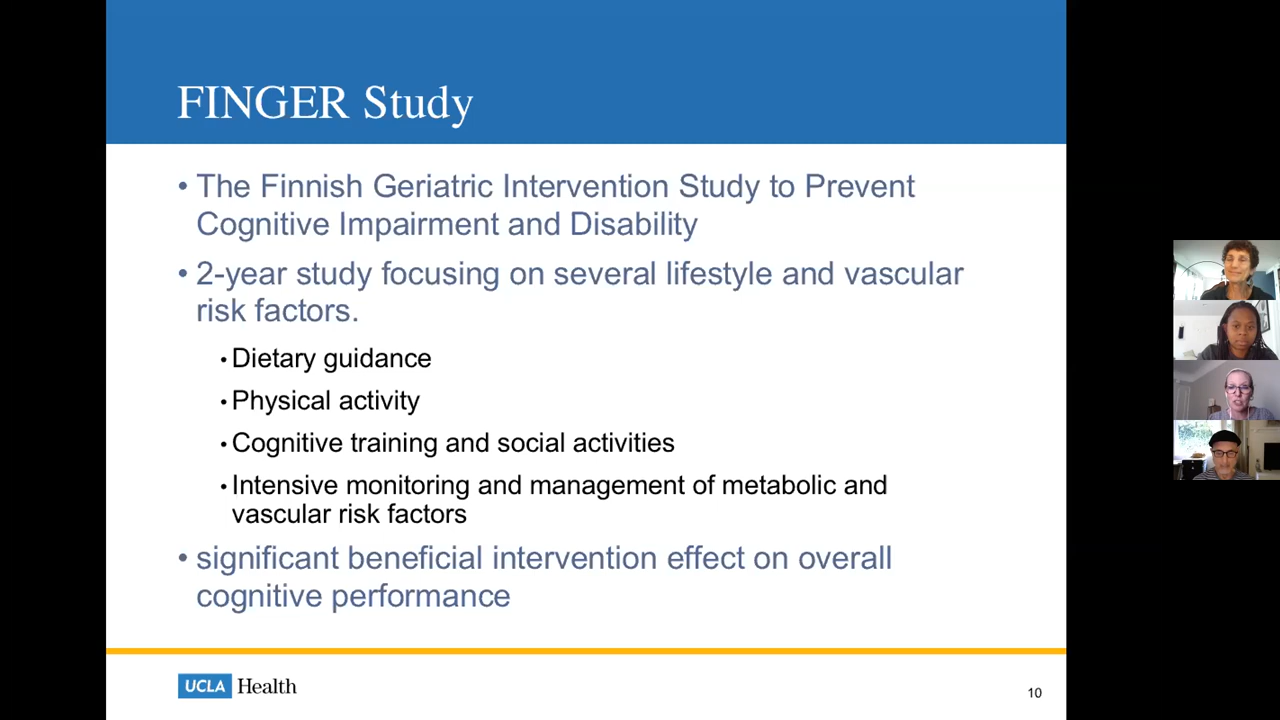 FINGER Study
• The Finnish Geriatric Intervention Study to Prevent
Cognitive Impairment and Disability
• 2-year study focusing on several lifestyle and vascular
risk factors.
• Dietary guidance
• Physical activity
• Cognitive training and social activities
• Intensive monitoring and management of metabolic and
vascular risk factors
• significant beneficial intervention effect on overall
cognitive performance
UCLA Health
10